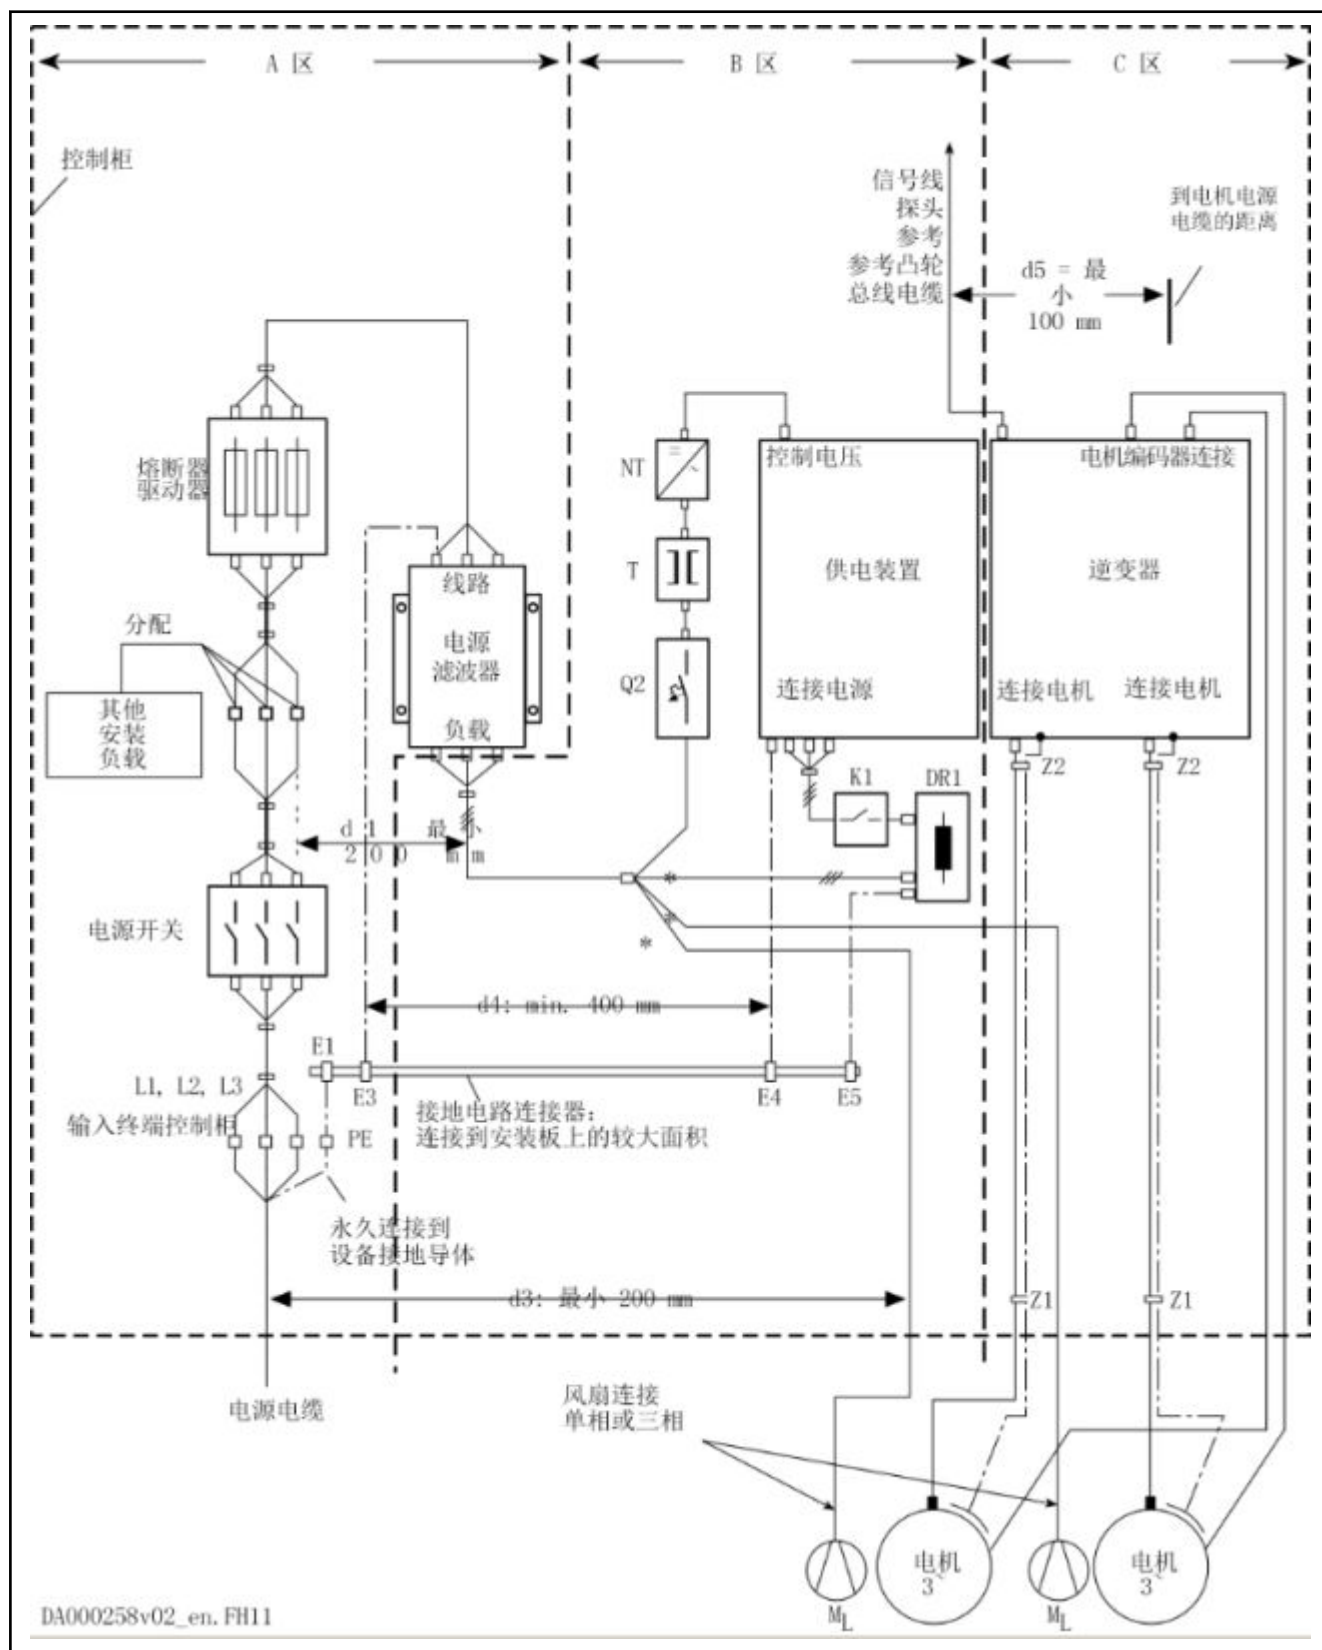 A 区
B 区
C 区
控制柜
信号线
探头
参考
参考凸轮
总线电缆
到电机电源
电缆的距离
d5 = 最
小
100 mm
熔断器
驱动器
NT
控制电压
电机编码器连接
线路
T
供电装置
逆变器
分配
电源
滤波器
Q2
连接电源
连接电机
连接电机
其他
安装
负载
负载
Z2
Z2
K1
DR1
d 1 最 小
2 0 0 m m
*
*
*
电源开关
d4: min. 400 mm
E1
L1, L2, L3
E3
E4
E5
输入终端控制柜
PE
接地电路连接器:
连接到安装板上的较大面积
永久连接到
设备接地导体
d3: 最小 200 mm
Z1
Z1
电源电缆
风扇连接
单相或三相
电机
3~
电机
3~
ML
ML
DA000258v02_en.FH11